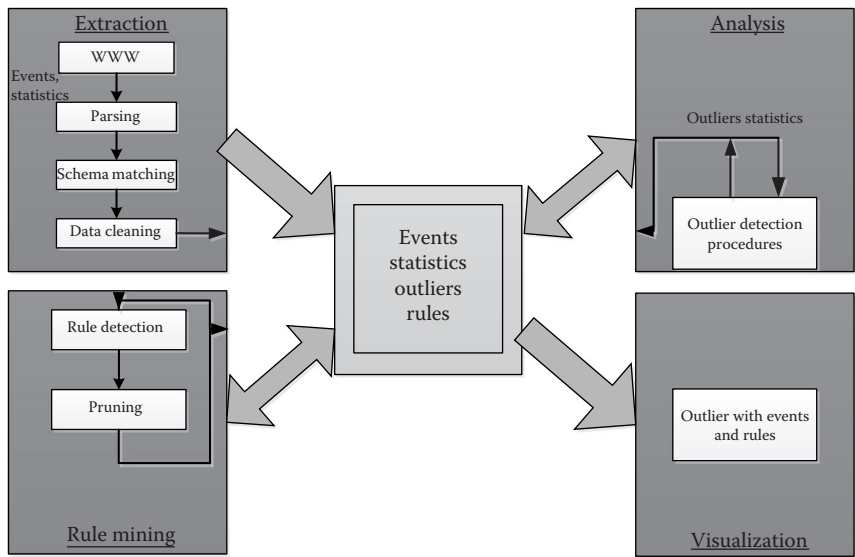 Extraction
WWW
Events,
statistics
Parsing
Schema matching
Data cleaning
Analysis
Outliers statistics
Outlier detection
procedures
Events
statistics
outliers
rules
Rule detection
Pruning
Rule mining
Outlier with events
and rules
Visualization